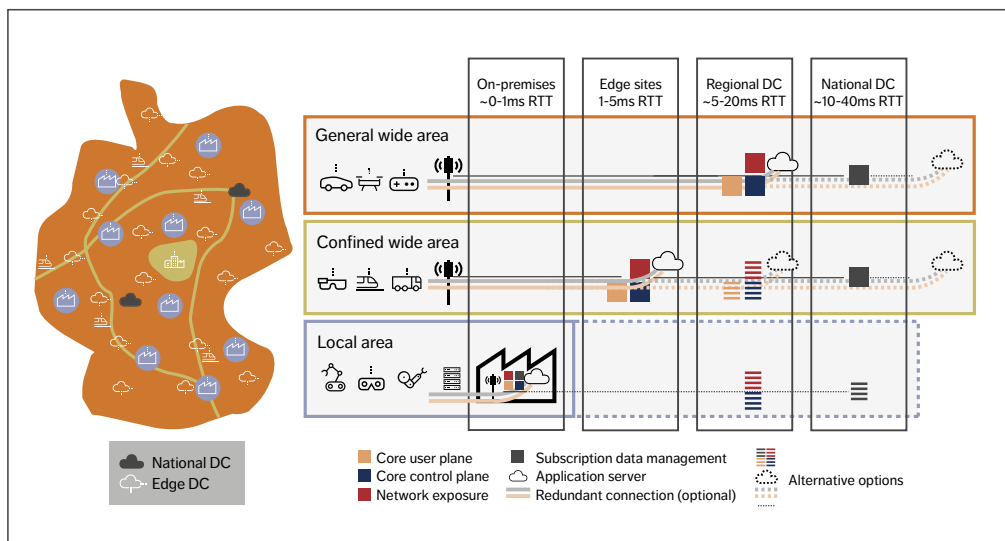 On-premises
~0-1ms RTT
Edge sites
1-5ms RTT
Regional DC
~5-20ms RTT
National DC
~10-40ms RTT
General wide area
Confined wide area
Local area
National DC
Edge DC
Core user plane
Core control plane
Network exposure
Subscription data management
Application server
Redundant connection (optional)
Alternative options